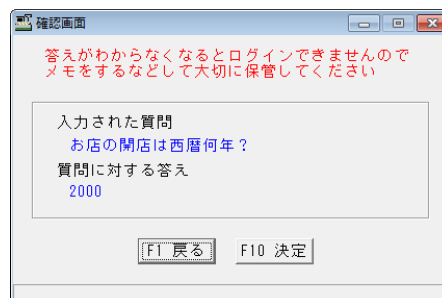 確認画面
答えがわからなくなるとログインできませんので
メモをするなどして大切に保管してください
入力された質問
お店の開店は西暦何年？
質問に対する答え
2000
F1 戻る
F10 決定